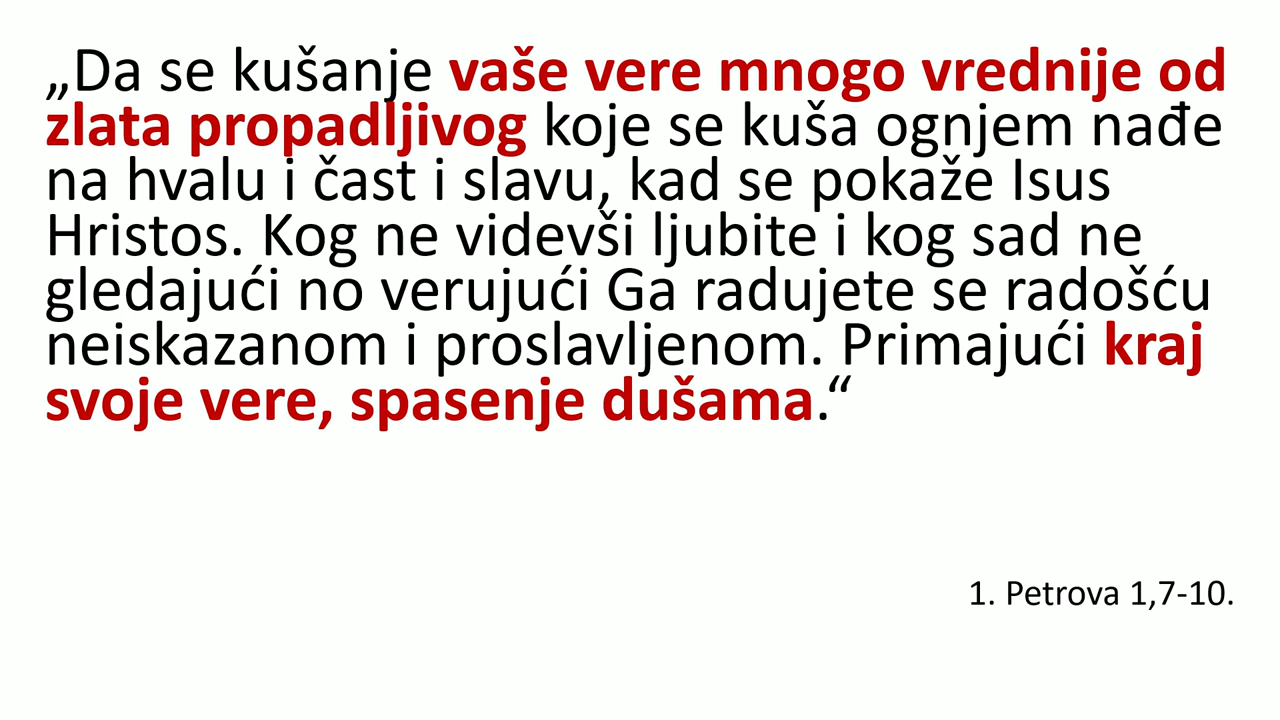 „Da se kušanje vaše vere mnogo vrednije od
zlata propadljivog koje se kuša ognjem nađe
na hvalu i čast i slavu, kad se pokaže Isus
Hristos. Kog ne videvši ljubite i kog sad ne
gledajući no verujući Ga radujete se radošću
neiskazanom i proslavljenom. Primajući kraj
svoje vere, spasenje dušama.“
1. Petrova 1,7-10.